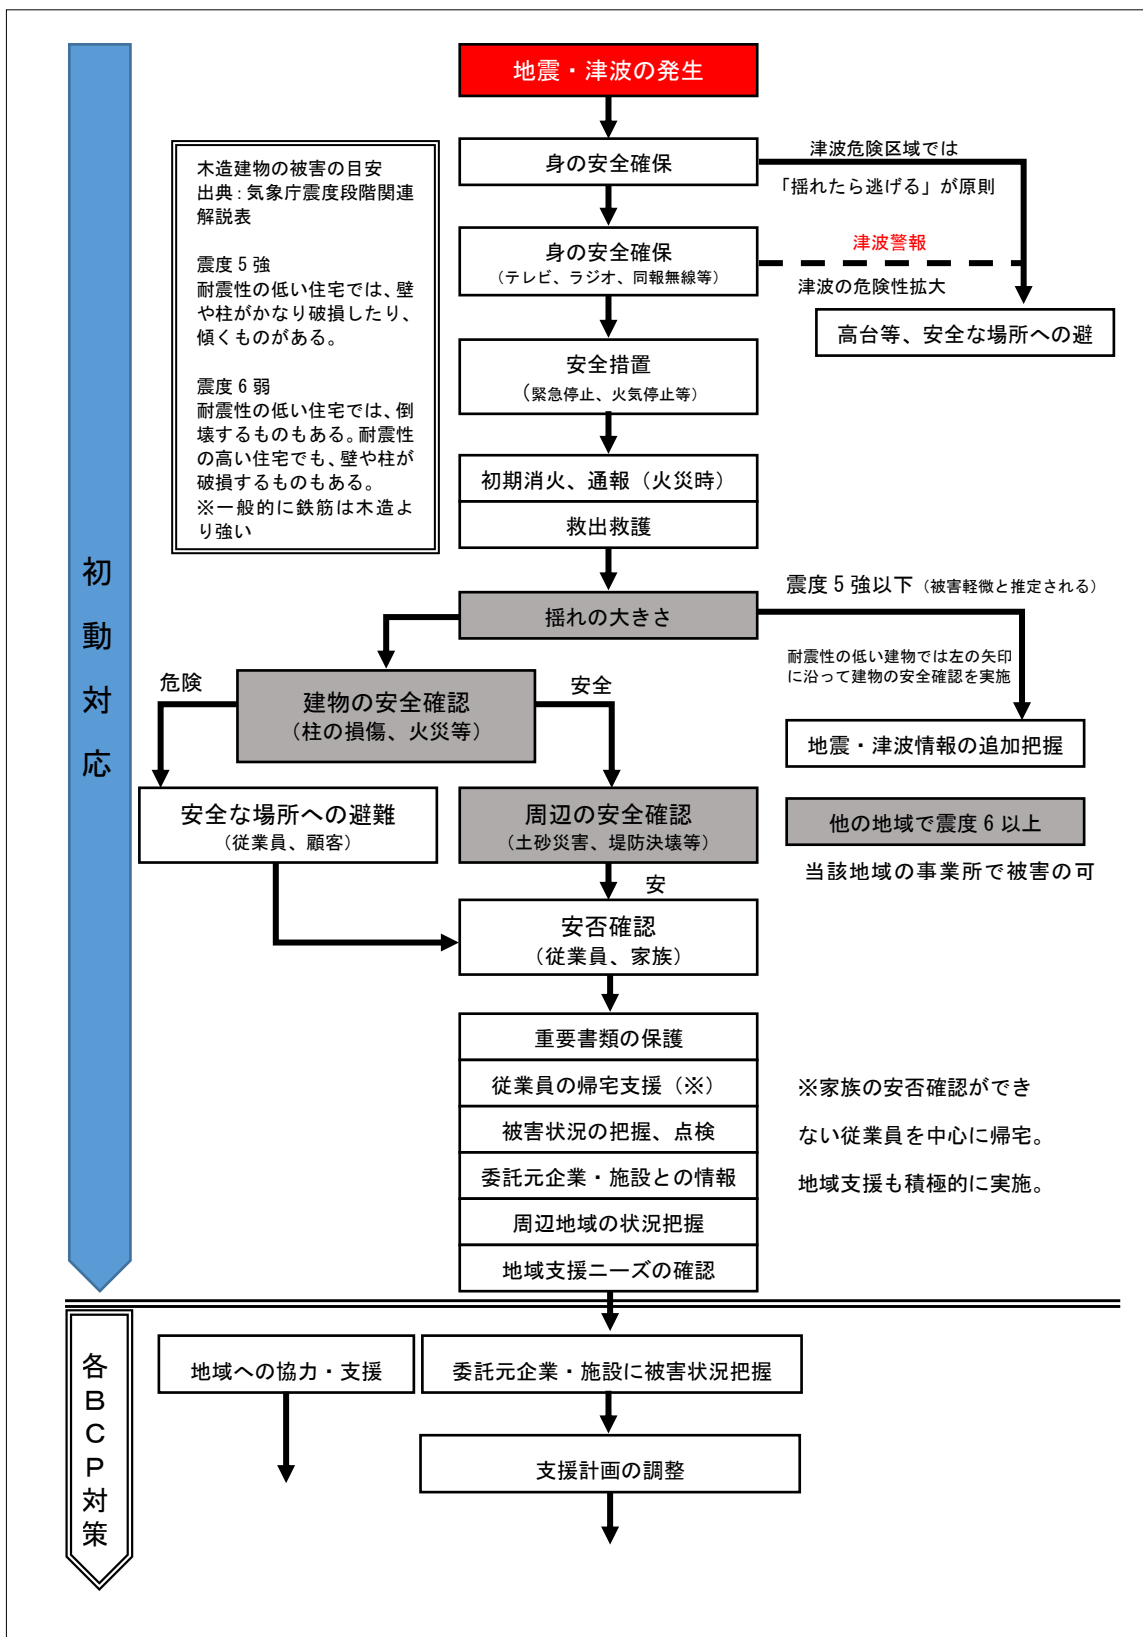 地震・津波の発生
身の安全確保
津波危険区域では
「揺れたら逃げる」が原則
木造建物の被害の目安
出典：気象庁震度段階関連
解説表
震度5強
耐震性の低い住宅では、壁
や柱がかなり破損したり、
傾くものがある。
震度6弱
耐震性の低い住宅では、倒
壊するものもある。耐震性
の高い住宅でも、壁や柱が
破損するものもある。
※一般的に鉄筋は木造よ
り強い
身の安全確保
（テレビ、ラジオ、同報無線等）
津波警報
津波の危険性拡大
高台等、安全な場所への避
安全措置
（緊急停止、火気停止等）
初期消火、通報（火災時）
救出救護
初動対応
揺れの大きさ
震度5強以下（被害軽微と推定される）
耐震性の低い建物では左の矢印
に沿って建物の安全確認を実施
危険
建物の安全確認
（柱の損傷、火災等）
安全
地震・津波情報の追加把握
安全な場所への避難
（従業員、顧客）
周辺の安全確認
（土砂災害、堤防決壊等）
他の地域で震度6以上
当該地域の事業所で被害の可
安
安否確認
（従業員、家族）
重要書類の保護
従業員の帰宅支援（※）
被害状況の把握、点検
委託元企業・施設との情報
周辺地域の状況把握
地域支援ニーズの確認
※家族の安否確認ができ
ない従業員を中心に帰宅。
地域支援も積極的に実施。
各BCP対策
地域への協力・支援
委託元企業・施設に被害状況把握
支援計画の調整